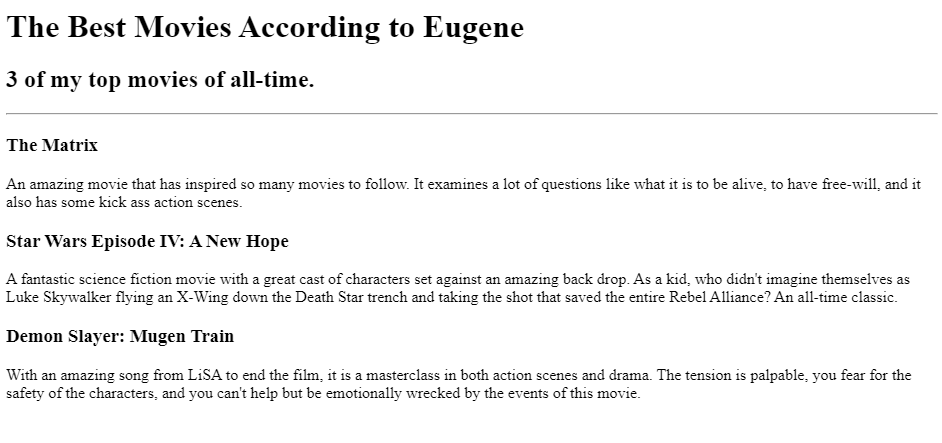 The Best Movies According to Eugene
3 of my top movies of all-time.
The Matrix
An amazing movie that has inspired so many movies to follow. It examines a lot of questions like what it is to be alive, to have free-will, and it
also has some kick ass action scenes.
Star Wars Episode IV: A New Hope
A fantastic science fiction movie with a great cast of characters set against an amazing back drop. As a kid, who didn't imagine themselves as
Luke Skywalker flying an X-Wing down the Death Star trench and taking the shot that saved the entire Rebel Alliance? An all-time classic.
Demon Slayer: Mugen Train
With an amazing song from LiSA to end the film, it is a masterclass in both action scenes and drama. The tension is palpable, you fear for the
safety of the characters, and you can't help but be emotionally wrecked by the events of this movie.